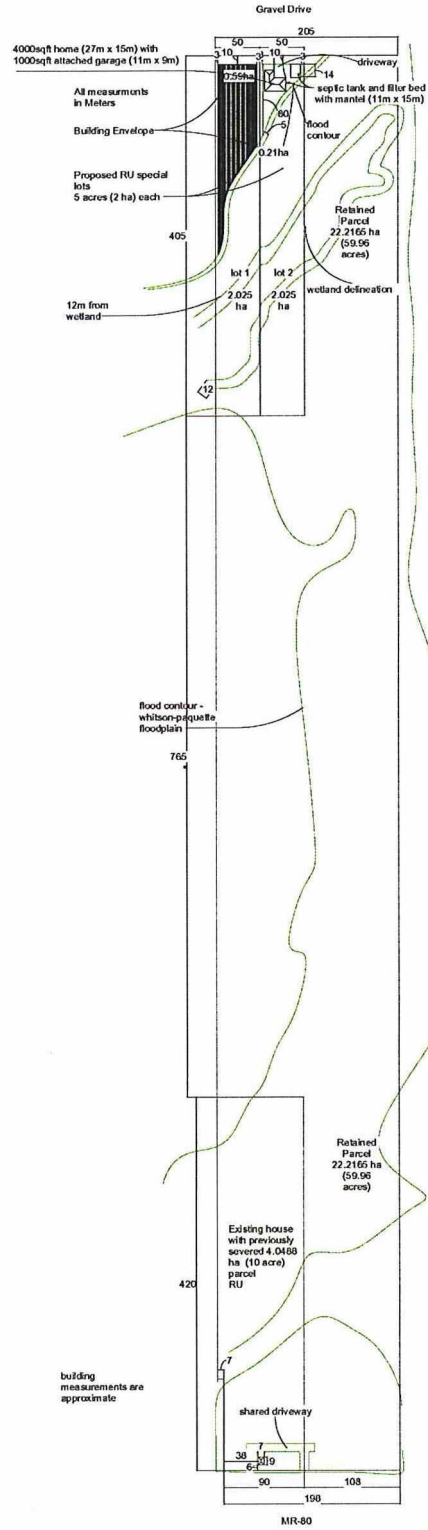 Gravel Drive
205
4000sqft home (27m x 15m) with
1000sqft attached garage (11m x 9m)
50
50
3
10
3
10
3
driveway
14
0.59ha
septic tank and filter bed
with mantel (11m x 15m)
All measurments
in Meters
60
flood
contour
Building Envelope
5
0.21ha
Proposed RU special
lots
5 acres (2 ha) each
Retained
Parcel
22.2165 ha
(59.96
acres)
405
lot 1
lot 2
2.025
ha
2.025
ha
wetland delineation
12m from
wetland
12
flood contour -
whitson-paquette
floodplain
765
Retained
Parcel
22.2165 ha
(59.96
acres)
Existing house
with previously
severed 4.0488
ha (10 acre)
parcel
RU
420
7
building
measurements are
approximate
shared driveway
7
38
9
6
90
108
198
MR-80